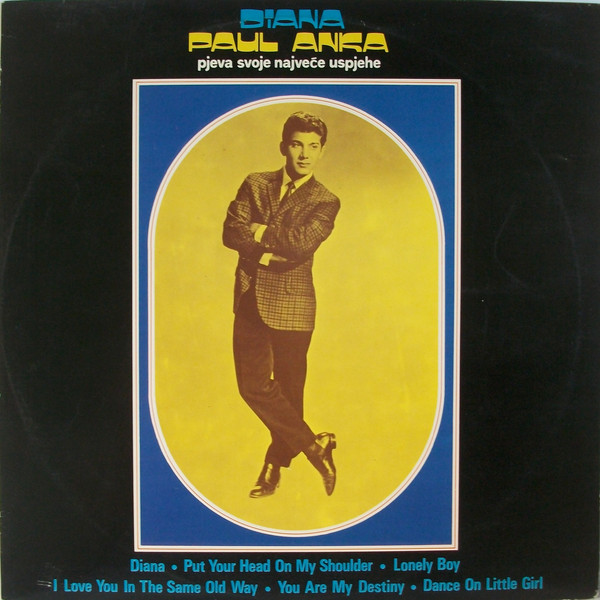 DIANA
PAUL ANKA
pjeva svoje največe uspjehe
Diana • Put Your Head On My Shoulder • Lonely Boy
I Love You In The Same Old Way • You Are My Destiny • Dance On Little Girl